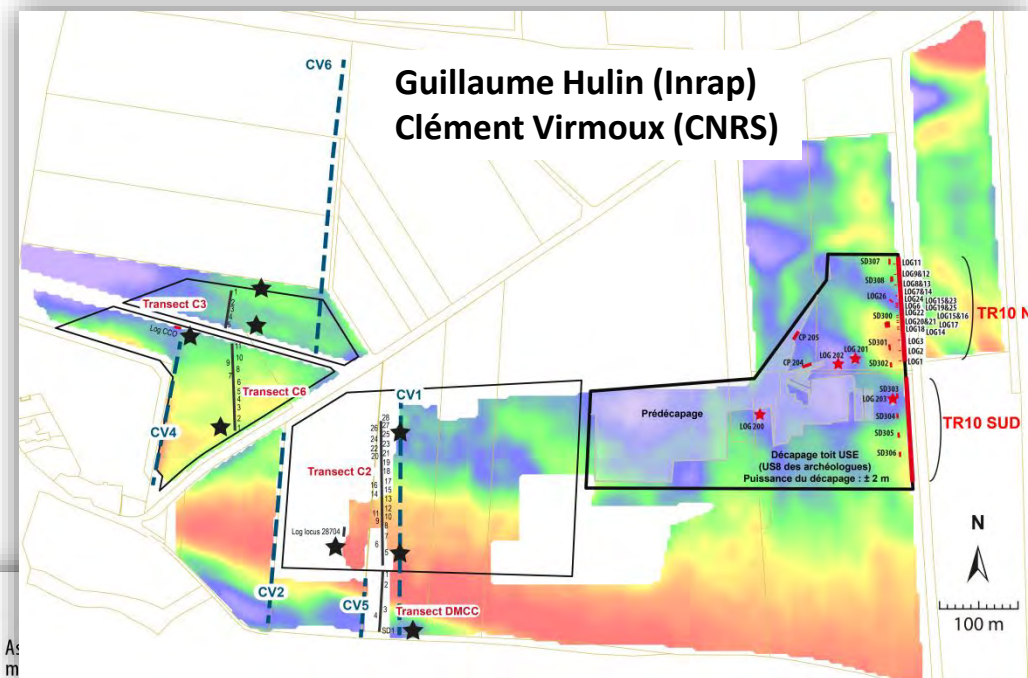 Guillaume Hulin (Inrap)
Clément Virmoux (CNRS)
CV6
Transect C3
Log CCO
Transect C6
CV4
CV1
Transect C2
Log locus 28704
CV2
CV5
Transect DMCC
SD1
Prédécapage
LOG 200
CP 205
CP 204
LOG 202
LOG 201
Décapage toit USE
(US8 des archéologues)
Puissance du décapage : ± 2 m
SD307
LOG11
LOG9&12
SD308
LOG8&13
LOG7&14
LOG24
LOG15&23
LOG26
LOG6
LOG19&25
LOG22
LOG15&16
SD300
LOG20&21
LOG17
LOG18
LOG14
SD301
LOG3
LOG2
SD302
LOG1
TR10 N
SD303
LOG 203
SD304
SD305
SD306
TR10 SUD
N
100 m